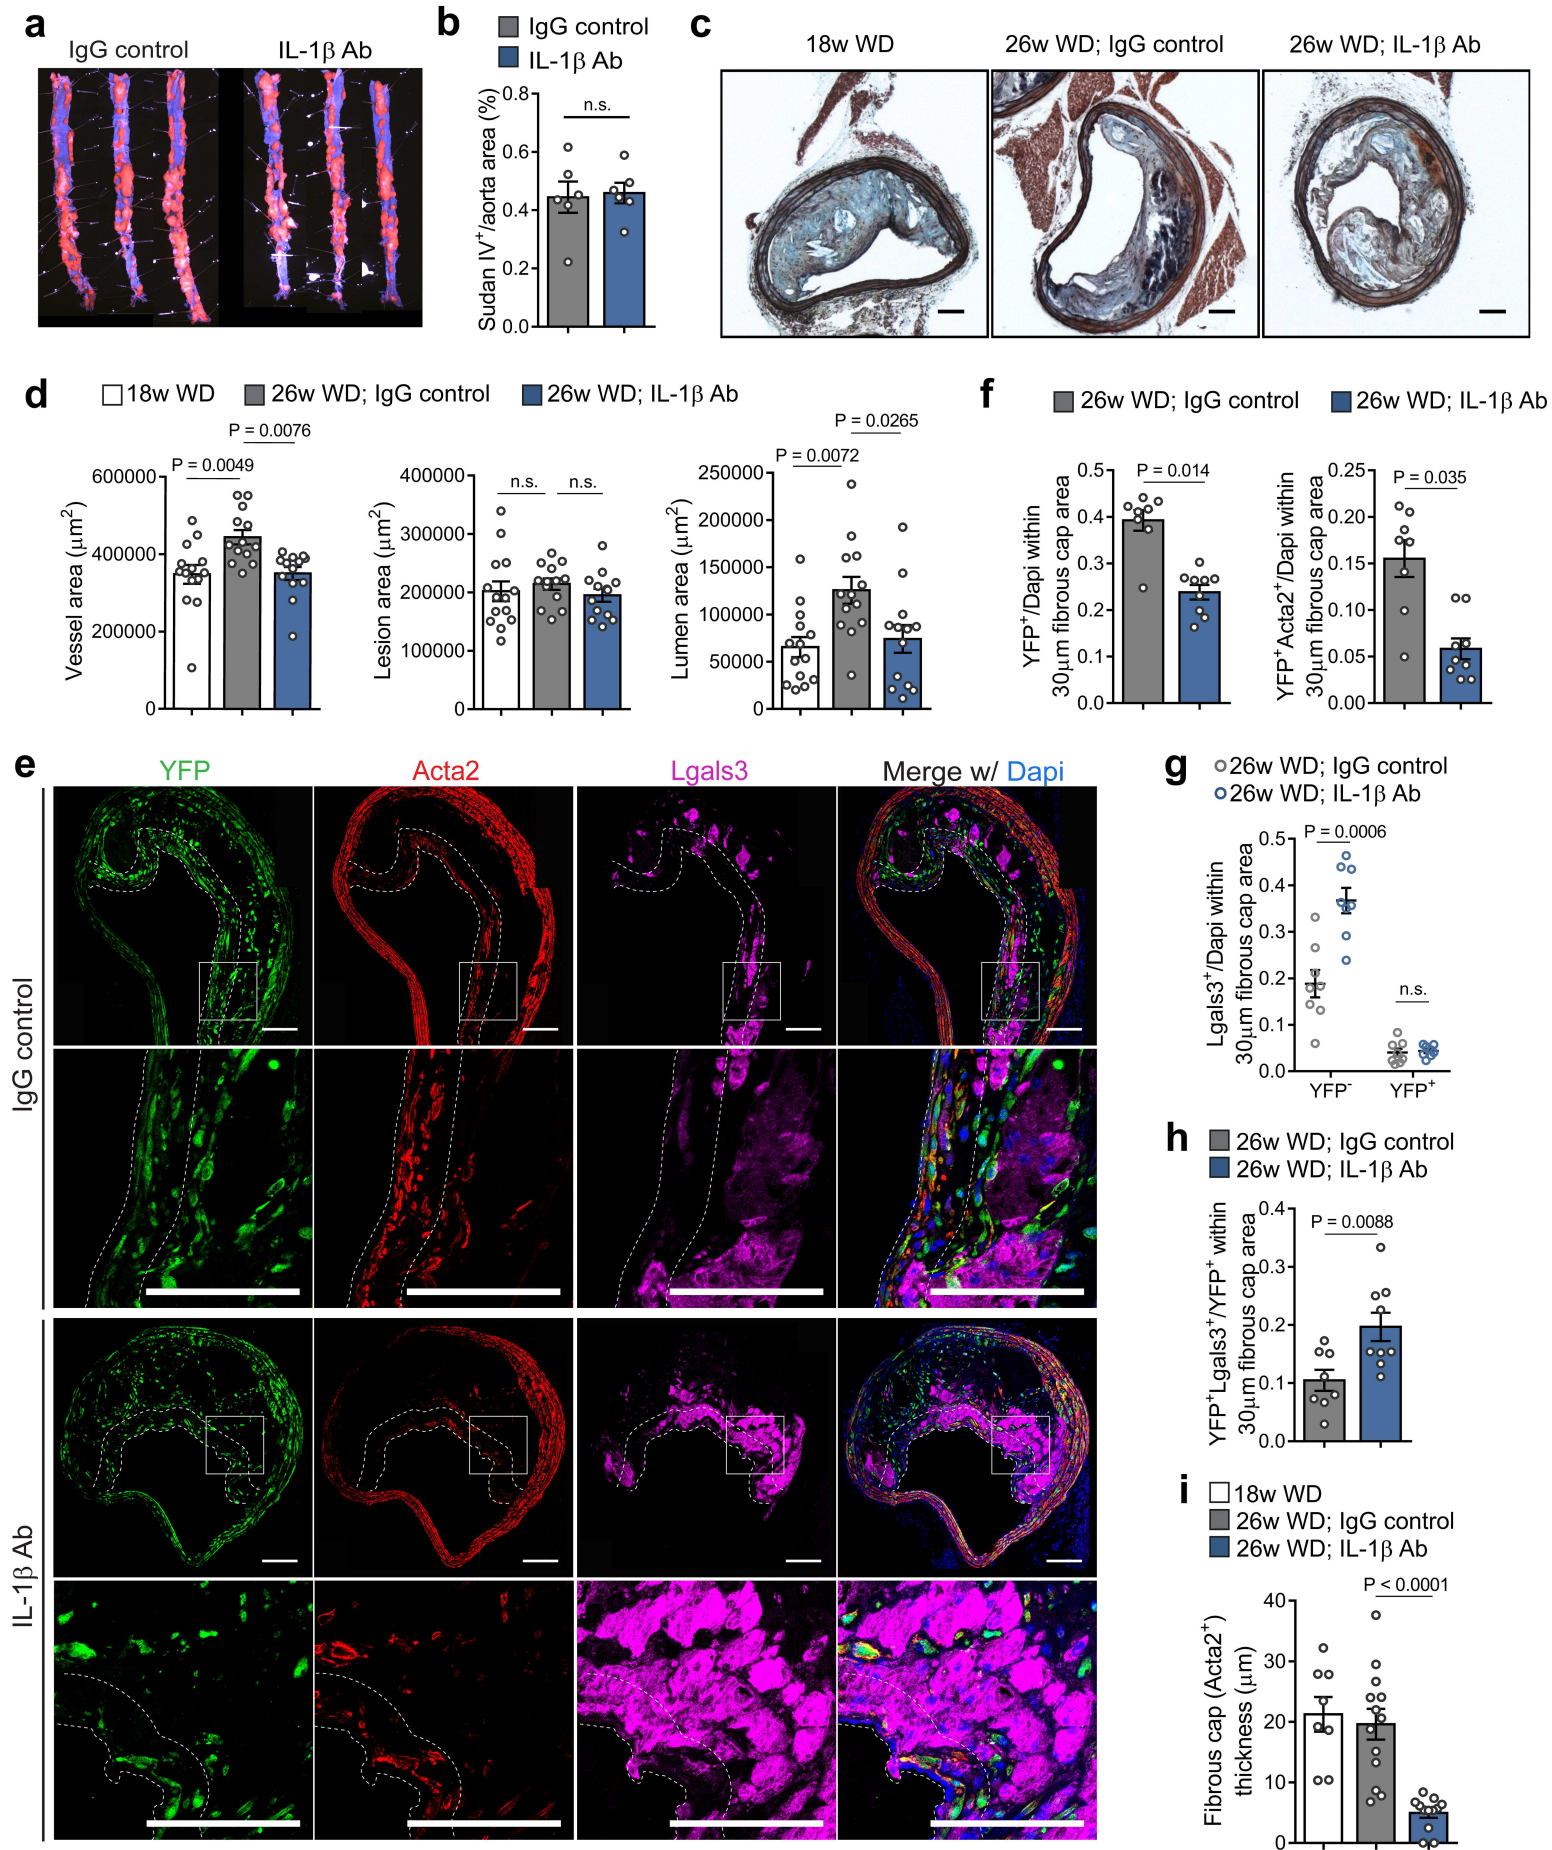 a
IgG control
IL-1β Ab
b
IgG control
IL-1β Ab
Sudan IV+/aorta area (%)
0.8
0.6
0.4
0.2
0.0
n.s.
c
18w WD
26w WD; IgG control
26w WD; IL-1β Ab
d
18w WD
26w WD; IgG control
26w WD; IL-1β Ab
Vessel area (μm2)
600000
400000
200000
0
P = 0.0049
P = 0.0076
Lesion area (μm2)
400000
300000
200000
100000
0
n.s.
n.s.
Lumen area (μm2)
250000
200000
150000
100000
50000
0
P = 0.0072
P = 0.0265
f
26w WD; IgG control
26w WD; IL-1β Ab
YFP+/Dapi within
30μm fibrous cap area
0.5
0.4
0.3
0.2
0.1
0.0
P = 0.014
YFP+Acta2+/Dapi within
30μm fibrous cap area
0.25
0.20
0.15
0.10
0.05
0.00
P = 0.035
e
YFP
Acta2
Lgals3
Merge w/ Dapi
IgG control
IL-1β Ab
g
26w WD; IgG control
26w WD; IL-1β Ab
Lgals3+/Dapi within
30μm fibrous cap area
0.5
0.4
0.3
0.2
0.1
0.0
P = 0.0006
n.s.
YFP-
YFP+
h
26w WD; IgG control
26w WD; IL-1β Ab
YFP+Lgals3+/YFP+ within
30μm fibrous cap area
0.4
0.3
0.2
0.1
0.0
P = 0.0088
i
18w WD
26w WD; IgG control
26w WD; IL-1β Ab
Fibrous cap (Acta2+)
thickness (μm)
40
30
20
10
0
P < 0.0001